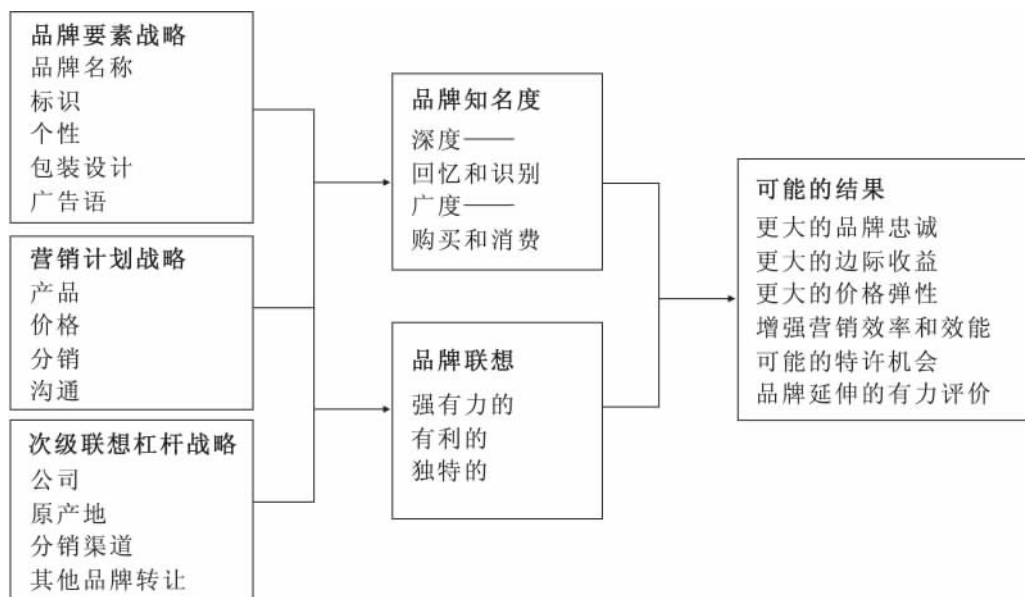 品牌要素战略
品牌名称
标识
个性
包装设计
广告语
营销计划战略
产品
价格
分销
沟通
次级联想杠杆战略
公司
原产地
分销渠道
其他品牌转让
品牌知名度
深度——
回忆和识别
广度——
购买和消费
品牌联想
强有力的
有利的
独特的
可能的结果
更大的品牌忠诚
更大的边际收益
更大的价格弹性
增强营销效率和效能
可能的特许机会
品牌延伸的有力评价